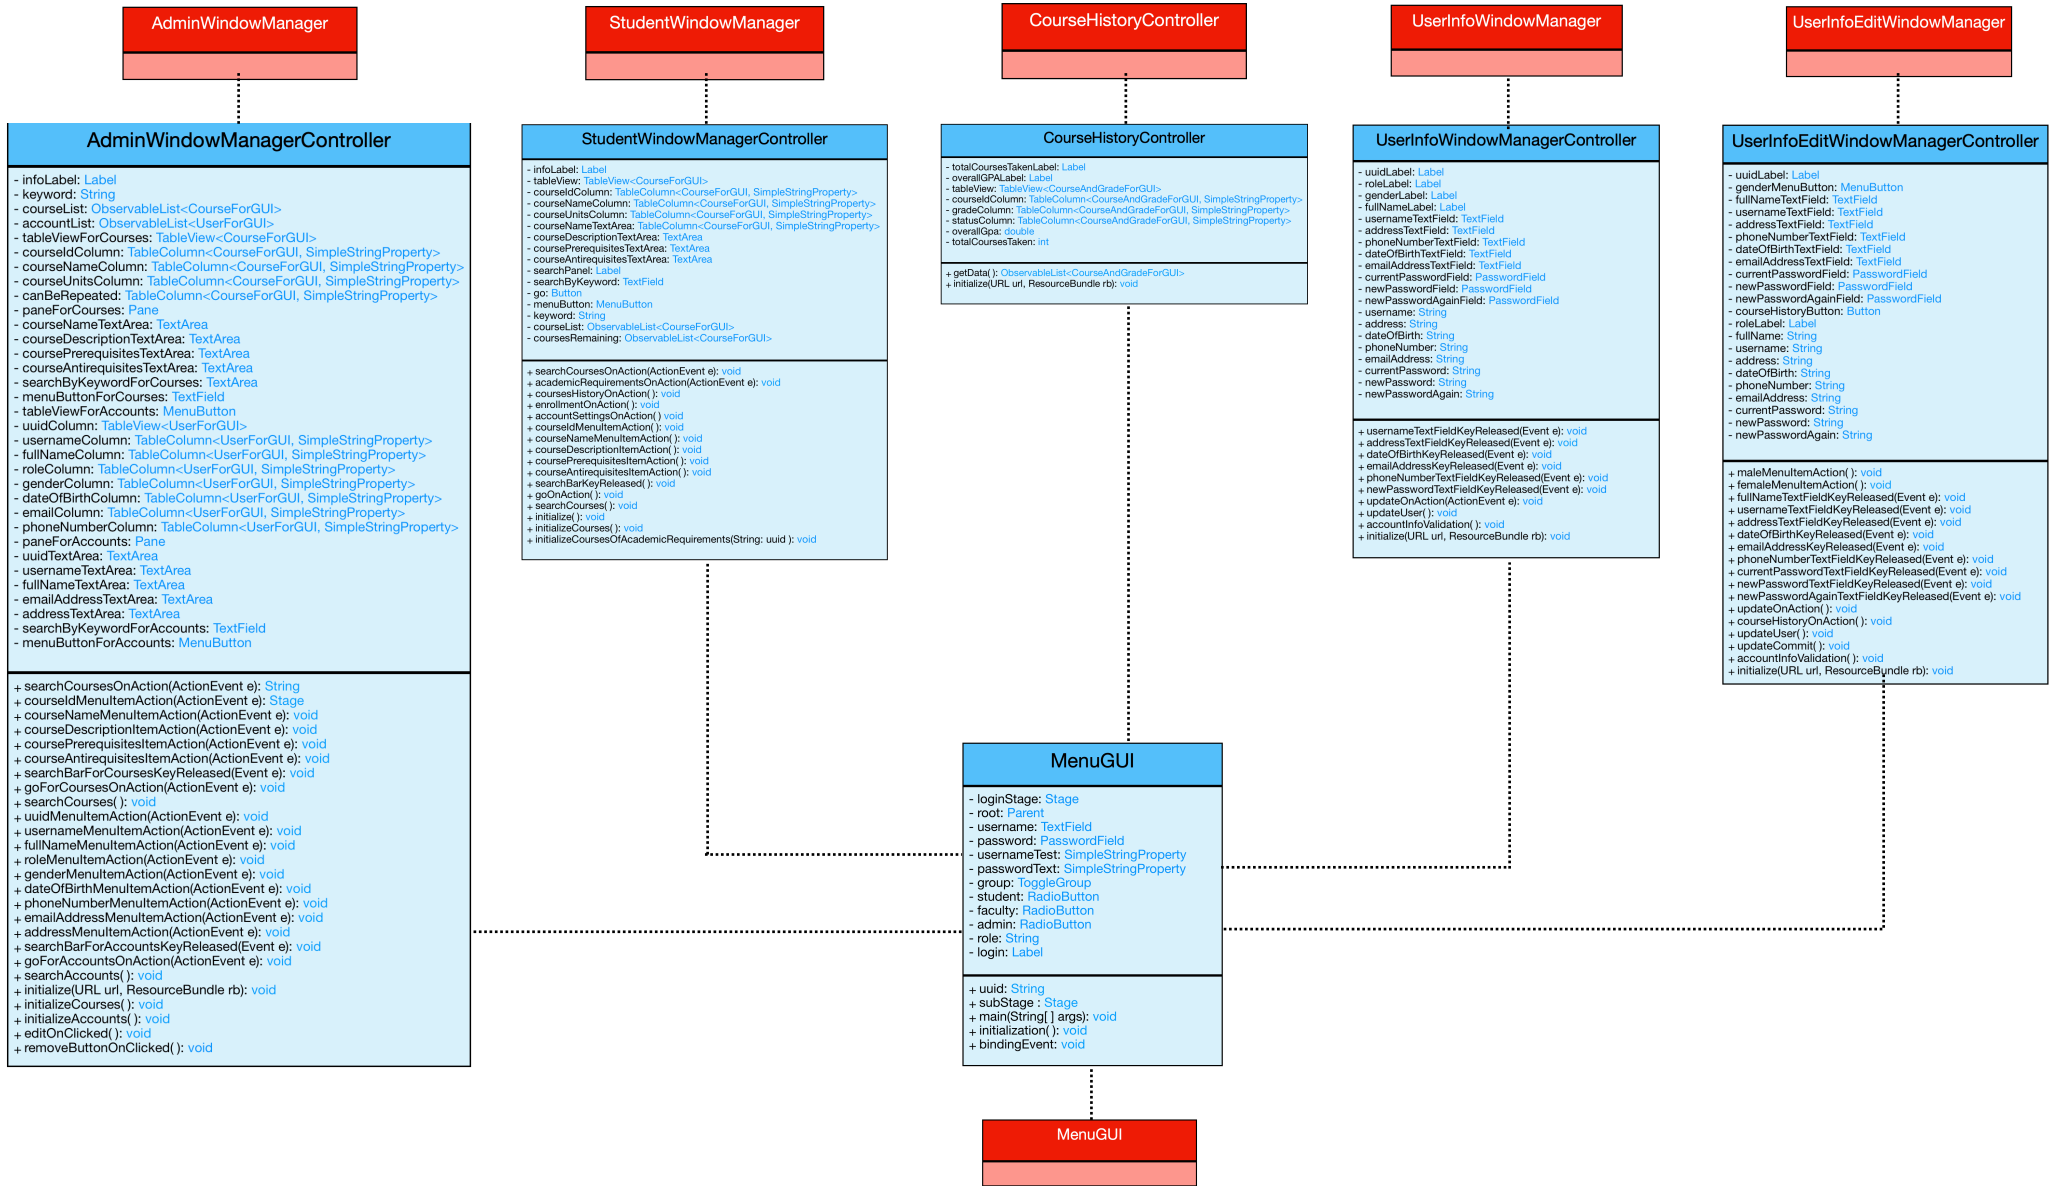 AdminWindowManager
StudentWindowManager
CourseHistoryController
UserInfoWindowManager
UserInfoEditWindowManager
AdminWindowManagerController
- infoLabel: Label
- keyword: String
- courseList: ObservableList<CourseForGUI>
- accountList: ObservableList<UserForGUI>
- tableViewForCourses: TableView<CourseForGUI>
- courseIdColumn: TableColumn<CourseForGUI, SimpleStringProperty>
- courseNameColumn: TableColumn<CourseForGUI, SimpleStringProperty>
- courseUnitsColumn: TableColumn<CourseForGUI, SimpleStringProperty>
- canBeRepeated: TableColumn<CourseForGUI, SimpleStringProperty>
- paneForCourses: Pane
- courseNameTextArea: TextArea
- courseDescriptionTextArea: TextArea
- coursePrerequisitesTextArea: TextArea
- courseAntirequisitesTextArea: TextArea
- searchByKeywordForCourses: TextArea
- menuButtonForCourses: TextField
- tableViewForAccounts: MenuButton
- uuidColumn: TableView<UserForGUI>
- usernameColumn: TableColumn<UserForGUI, SimpleStringProperty>
- fullNameColumn: TableColumn<UserForGUI, SimpleStringProperty>
- roleColumn: TableColumn<UserForGUI, SimpleStringProperty>
- genderColumn: TableColumn<UserForGUI, SimpleStringProperty>
- dateOfBirthColumn: TableColumn<UserForGUI, SimpleStringProperty>
- emailColumn: TableColumn<UserForGUI, SimpleStringProperty>
- phoneNumberColumn: TableColumn<UserForGUI, SimpleStringProperty>
- paneForAccounts: Pane
- uuidTextArea: TextArea
- usernameTextArea: TextArea
- fullNameTextArea: TextArea
- emailAddressTextArea: TextArea
- addressTextArea: TextArea
- searchByKeywordForAccounts: TextField
- menuButtonForAccounts: MenuButton
+ searchCoursesOnAction(ActionEvent e): String
+ courseIdMenuItemAction(ActionEvent e): Stage
+ courseNameMenuItemAction(ActionEvent e): void
+ courseDescriptionItemAction(ActionEvent e): void
+ coursePrerequisitesItemAction(ActionEvent e): void
+ courseAntirequisitesItemAction(ActionEvent e): void
+ searchBarForCoursesKeyReleased(Event e): void
+ goForCoursesOnAction(ActionEvent e): void
+ searchCourses( ): void
+ uuidMenuItemAction(ActionEvent e): void
+ usernameMenuItemAction(ActionEvent e): void
+ fullNameMenuItemAction(ActionEvent e): void
+ roleMenuItemAction(ActionEvent e): void
+ genderMenuItemAction(ActionEvent e): void
+ dateOfBirthMenuItemAction(ActionEvent e): void
+ phoneNumberMenuItemAction(ActionEvent e): void
+ emailAddressMenuItemAction(ActionEvent e): void
+ addressMenuItemAction(ActionEvent e): void
+ searchBarForAccountsKeyReleased(Event e): void
+ goForAccountsOnAction(ActionEvent e): void
+ searchAccounts( ): void
+ initialize(URL url, ResourceBundle rb): void
+ initializeCourses( ): void
+ initializeAccounts( ): void
+ editOnClicked( ): void
+ removeButtonOnClicked( ): void
StudentWindowManagerController
- infoLabel: Label
- tableView: TableView<CourseForGUI>
- courseIdColumn: TableColumn<CourseForGUI, SimpleStringProperty>
- courseNameColumn: TableColumn<CourseForGUI, SimpleStringProperty>
- courseUnitsColumn: TableColumn<CourseForGUI, SimpleStringProperty>
- courseNameTextArea: TableColumn<CourseForGUI, SimpleStringProperty>
- courseDescriptionTextArea: TextArea
- coursePrerequisitesTextArea: TextArea
- courseAntirequisitesTextArea: TextArea
- searchPanel: Label
- searchByKeyword: TextField
- go: Button
- menuButton: MenuButton
- keyword: String
- courseList: ObservableList<CourseForGUI>
- coursesRemaining: ObservableList<CourseForGUI>
+ searchCoursesOnAction(ActionEvent e): void
+ academicRequirementsOnAction(ActionEvent e): void
+ coursesHistoryOnAction( ): void
+ enrollmentOnAction( ): void
+ accountSettingsOnAction( ) void
+ courseIdMenuItemAction( ): void
+ courseNameMenuItemAction( ): void
+ courseDescriptionItemAction( ): void
+ coursePrerequisitesItemAction( ): void
+ courseAntirequisitesItemAction( ): void
+ searchBarKeyReleased( ): void
+ goOnAction( ): void
+ searchCourses( ): void
+ initialize( ): void
+ initializeCourses( ): void
+ initializeCoursesOfAcademicRequirements(String: uuid ): void
CourseHistoryController
- totalCoursesTakenLabel: Label
- overallGPALabel: Label
- tableView: TableView<CourseAndGradeForGUI>
- courseIdColumn: TableColumn<CourseAndGradeForGUI, SimpleStringProperty>
- gradeColumn: TableColumn<CourseAndGradeForGUI, SimpleStringProperty>
- statusColumn: TableColumn<CourseAndGradeForGUI, SimpleStringProperty>
- overallGpa: double
- totalCoursesTaken: int
+ getData( ): ObservableList<CourseAndGradeForGUI>
+ initialize(URL url, ResourceBundle rb): void
UserInfoWindowManagerController
- uuidLabel: Label
- roleLabel: Label
- genderLabel: Label
- fullNameLabel: Label
- usernameTextField: TextField
- addressTextField: TextField
- phoneNumberTextField: TextField
- dateOfBirthTextField: TextField
- emailAddressTextField: TextField
- currentPasswordField: PasswordField
- newPasswordField: PasswordField
- newPasswordAgainField: PasswordField
- username: String
- address: String
- dateOfBirth: String
- phoneNumber: String
- emailAddress: String
- currentPassword: String
- newPassword: String
- newPasswordAgain: String
+ usernameTextFieldKeyReleased(Event e): void
+ addressTextFieldKeyReleased(Event e): void
+ dateOfBirthKeyReleased(Event e): void
+ emailAddressKeyReleased(Event e): void
+ phoneNumberTextFieldKeyReleased(Event e): void
+ newPasswordTextFieldKeyReleased(Event e): void
+ updateOnAction(ActionEvent e): void
+ updateUser( ): void
+ accountInfoValidation( ): void
+ initialize(URL url, ResourceBundle rb): void
UserInfoEditWindowManagerController
- uuidLabel: Label
- genderMenuButton: MenuButton
- fullNameTextField: TextField
- usernameTextField: TextField
- addressTextField: TextField
- phoneNumberTextField: TextField
- dateOfBirthTextField: TextField
- emailAddressTextField: TextField
- currentPasswordField: PasswordField
- newPasswordField: PasswordField
- newPasswordAgainField: PasswordField
- courseHistoryButton: Button
- roleLabel: Label
- fullName: String
- username: String
- address: String
- dateOfBirth: String
- phoneNumber: String
- emailAddress: String
- currentPassword: String
- newPassword: String
- newPasswordAgain: String
+ maleMenuItemAction( ): void
+ femaleMenuItemAction( ): void
+ fullNameTextFieldKeyReleased(Event e): void
+ usernameTextFieldKeyReleased(Event e): void
+ addressTextFieldKeyReleased(Event e): void
+ dateOfBirthKeyReleased(Event e): void
+ emailAddressKeyReleased(Event e): void
+ phoneNumberTextFieldKeyReleased(Event e): void
+ currentPasswordTextFieldKeyReleased(Event e): void
+ newPasswordTextFieldKeyReleased(Event e): void
+ newPasswordAgainTextFieldKeyReleased(Event e): void
+ updateOnAction( ): void
+ courseHistoryOnAction( ): void
+ updateUser( ): void
+ updateCommit( ): void
+ accountInfoValidation( ): void
+ initialize(URL url, ResourceBundle rb): void
MenuGUI
- loginStage: Stage
- root: Parent
- username: TextField
- password: PasswordField
- usernameTest: SimpleStringProperty
- passwordText: SimpleStringProperty
- group: ToggleGroup
- student: RadioButton
- faculty: RadioButton
- admin: RadioButton
- role: String
- login: Label
+ uuid: String
+ subStage : Stage
+ main(String[ ] args): void
+ initialization( ): void
+ bindingEvent: void
MenuGUI